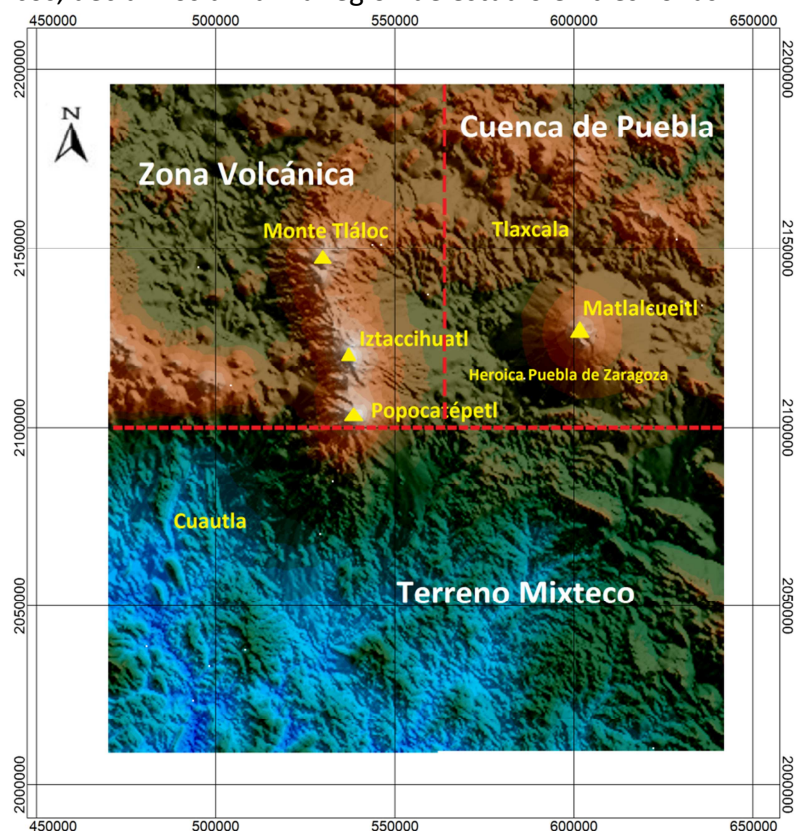 450000 500000 550000 600000 650000
2200000 2200000
N
Cuenca de Puebla
Zona Volcánica
Monte Tláloc Tlaxcala
2150000 2150000
Matlalcueitl
Iztaccihuatl
Heroica Puebla de Zaragoza
Popocatépetl
2100000 2100000
Cuautla
Terreno Mixteco
2050000 2050000
2000000 2000000
450000 500000 550000 600000 650000